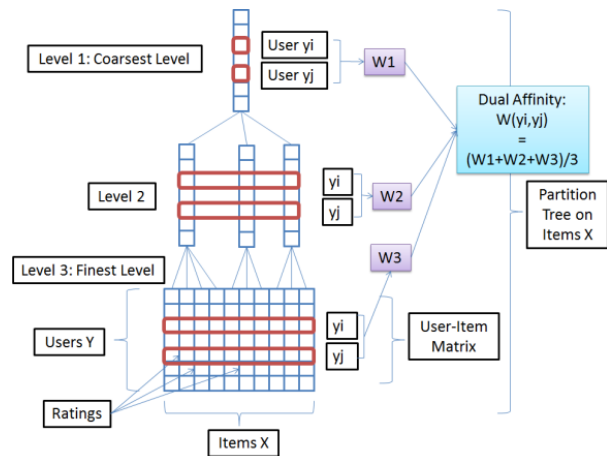 Level 1: Coarsest Level
User yi
User yj
W1
Dual Affinity:
W(yi,yj)
=
(W1+W2+W3)/3
Level 2
yi
yj
W2
Partition
Tree on
Items X
Level 3: Finest Level
W3
Users Y
yi
yj
User-Item
Matrix
Ratings
Items X